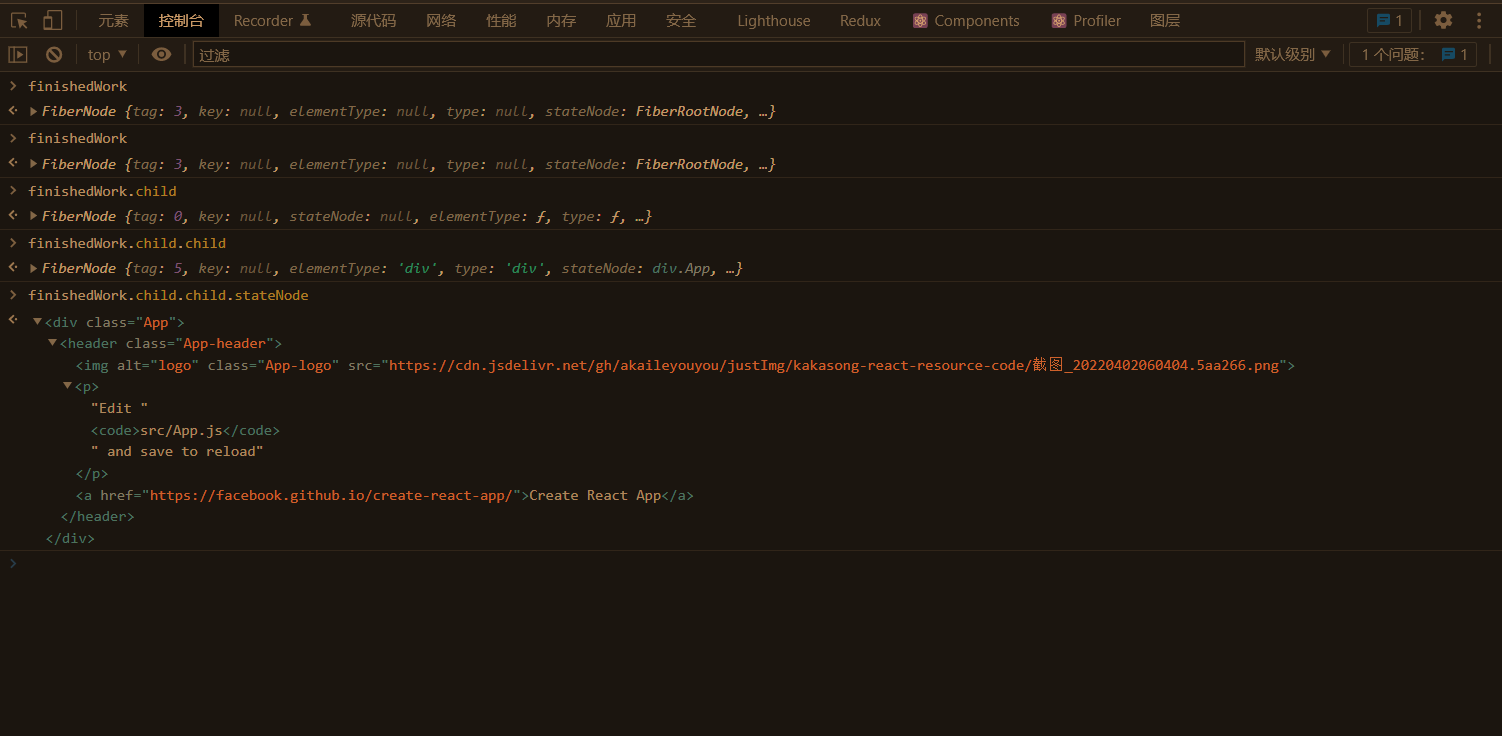 元素 控制台 Recorder 源代码 网络 性能 内存 应用 安全 Lighthouse Redux Components Profiler 图层 1
top 过滤 默认级别 1 个问题: 1
finishedWork
FiberNode {tag: 3, key: null, elementType: null, type: null, stateNode: FiberRootNode, …}
finishedWork
FiberNode {tag: 3, key: null, elementType: null, type: null, stateNode: FiberRootNode, …}
finishedWork.child
FiberNode {tag: 0, key: null, stateNode: null, elementType: ƒ, type: ƒ, …}
finishedWork.child.child
FiberNode {tag: 5, key: null, elementType: 'div', type: 'div', stateNode: div.App, …}
finishedWork.child.child.stateNode
<div class="App">
<header class="App-header">
<img alt="logo" class="App-logo" src="https://cdn.jsdelivr.net/gh/akaileyouyou/justImg/kakasong-react-resource-code/截图_20220402060404.5aa266.png">
<p>
"Edit "
<code>src/App.js</code>
" and save to reload"
</p>
<a href="https://facebook.github.io/create-react-app/">Create React App</a>
</header>
</div>